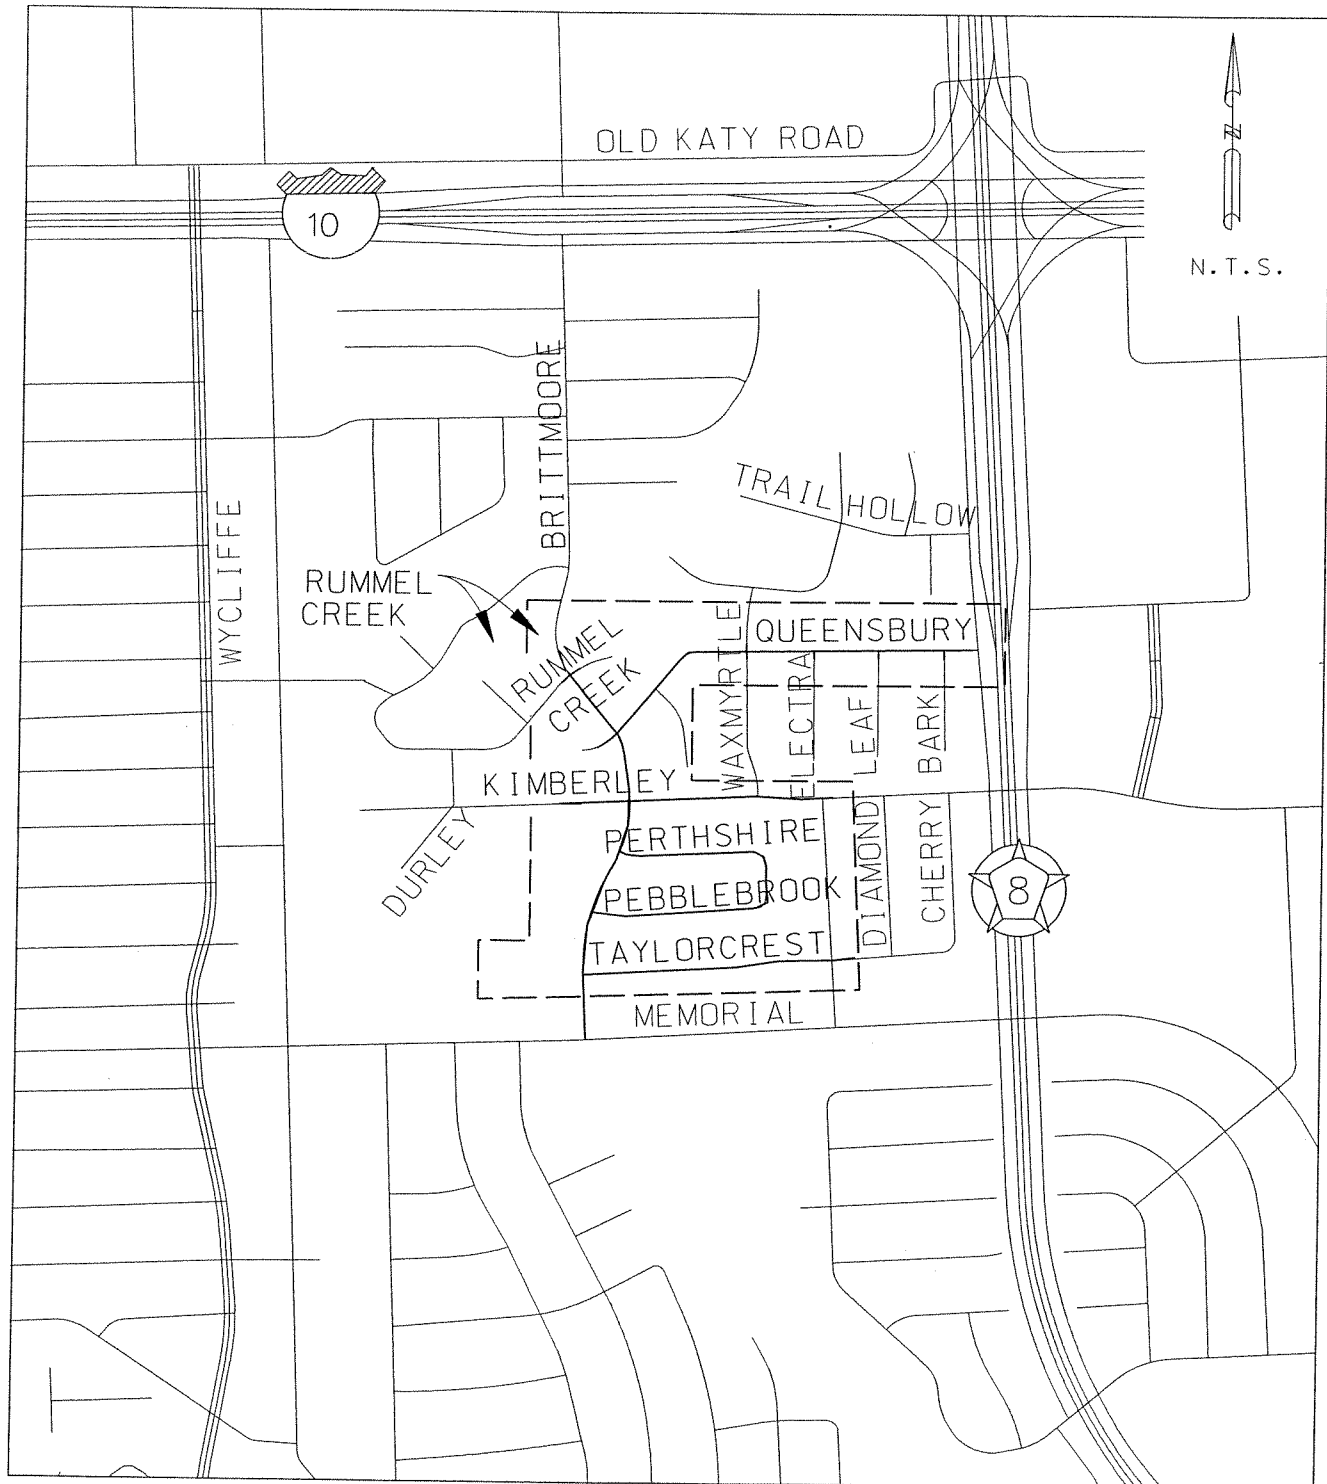 OLD KATY ROAD
N
10
N.T.S.
BRITTMOORE
TRAIL HOLLOW
WYCLIFFE
RUMMEL
CREEK
RUMMEL
CREEK
WAXMYRTLE
QUEENSBURY
ELECTRA
DIAMOND LEAF
CHERRY BARK
KIMBERLEY
DURLEY
PERTHSHIRE
PEBBLEBROOK
8
TAYLORCREST
MEMORIAL